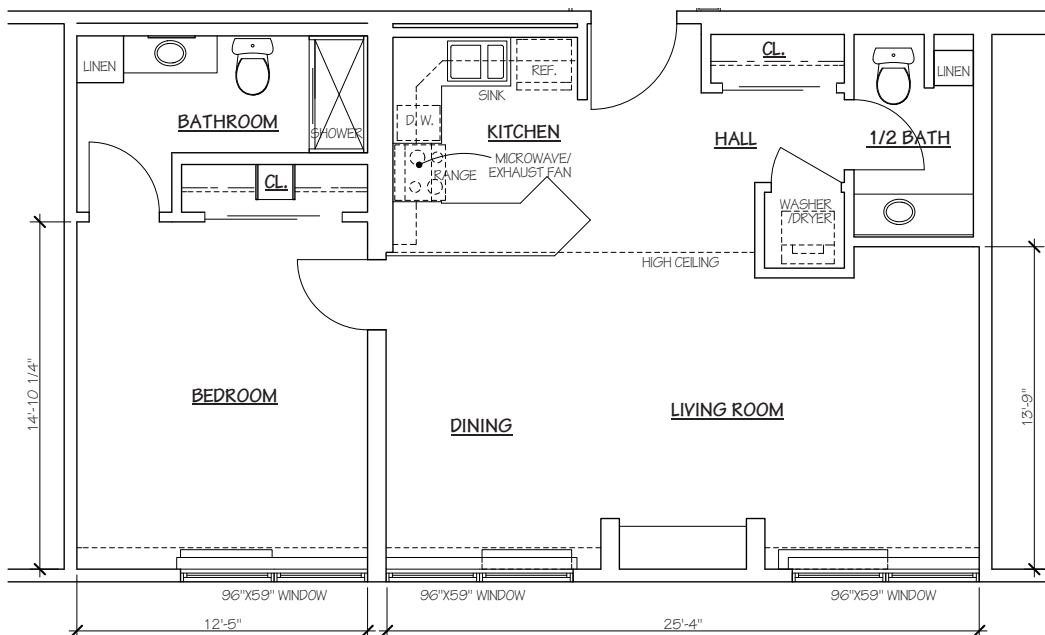 LINEN
BATHROOM
SHOWER
CL.
SINK
REF.
D.W.
KITCHEN
MICROWAVE/
EXHAUST FAN
RANGE
CL.
HALL
1/2 BATH
LINEN
WASHER
/DRYER
HIGH CEILING
14'-10 1/4"
BEDROOM
DINING
LIVING ROOM
13'-9"
96"X59" WINDOW
96"X59" WINDOW
96"X59" WINDOW
12'-5"
25'-4"